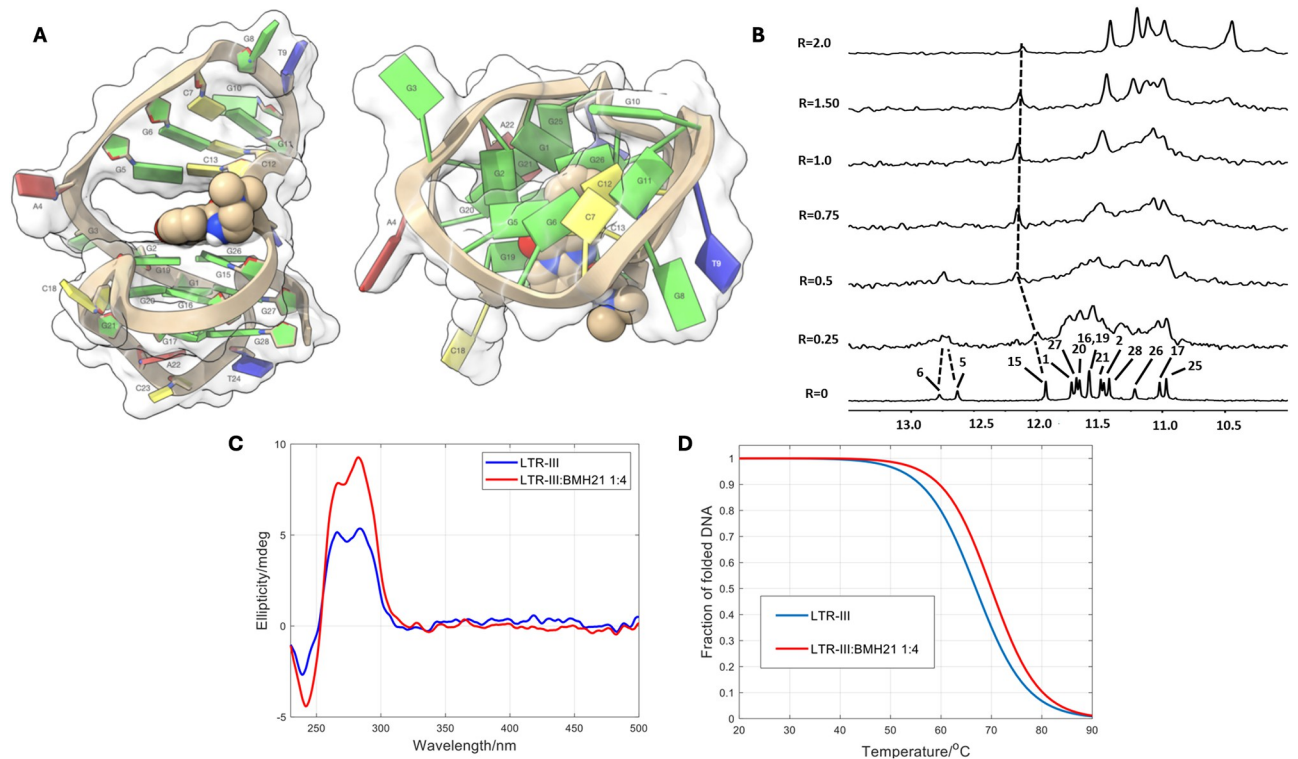 A
G8
T9
C7
G10
G6
G11
C13
C12
G5
A4
G3
G2
G26
G19
G15
C18
G1
G20
G16
G27
G21
G17
G28
A22
T24
C23
G3
G10
A22
G25
G1
G21
G26
G2
C12
G11
G20
C7
A4
G5
G6
C13
G19
T9
G8
C18
B
R=2.0
R=1.50
R=1.0
R=0.75
R=0.5
R=0.25
R=0
6 5 15 1 27 20 16,19 21 2 28 26 17 25
13.0 12.5 12.0 11.5 11.0 10.5
C
LTR-III
LTR-III:BMH21 1:4
Ellipticity/mdeg
10
5
0
-5
250 300 350 400 450 500
Wavelength/nm
D
LTR-III
LTR-III:BMH21 1:4
Fraction of folded DNA
1
0.9
0.8
0.7
0.6
0.5
0.4
0.3
0.2
0.1
0
20 30 40 50 60 70 80 90
Temperature/°C